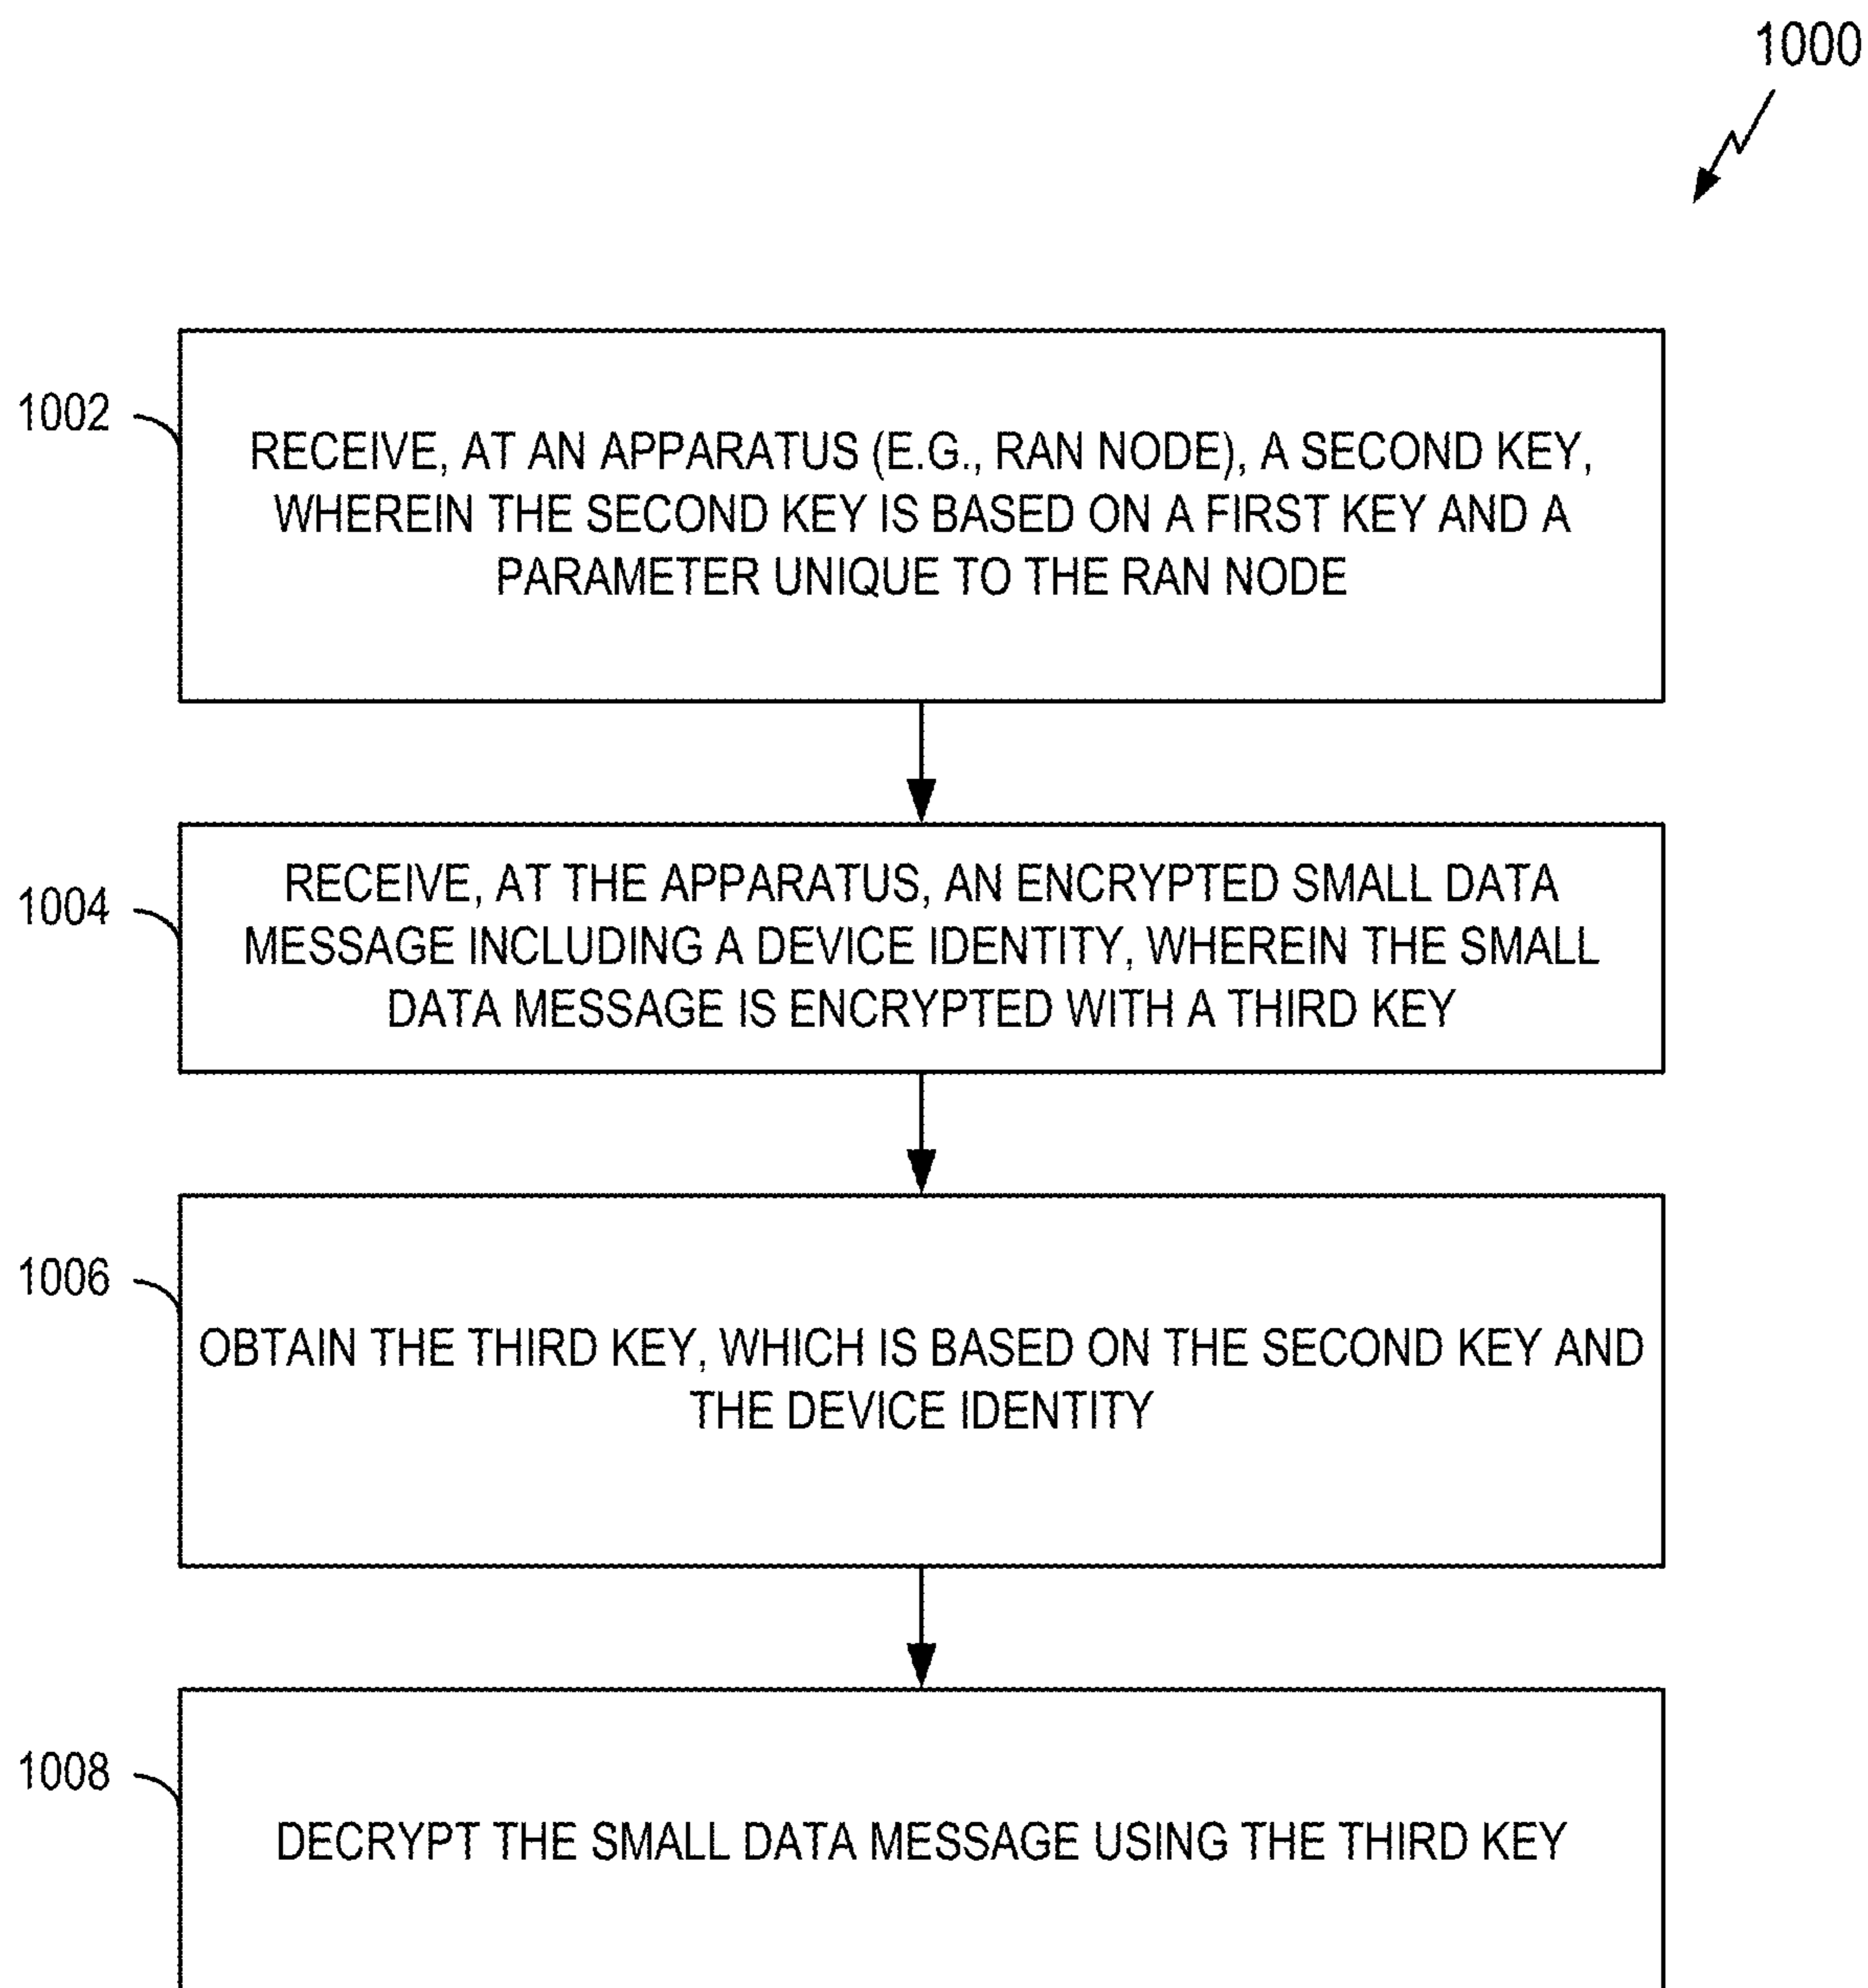 1000
1002
RECEIVE, AT AN APPARATUS (E.G., RAN NODE), A SECOND KEY,
WHEREIN THE SECOND KEY IS BASED ON A FIRST KEY AND A
PARAMETER UNIQUE TO THE RAN NODE
1004
RECEIVE, AT THE APPARATUS, AN ENCRYPTED SMALL DATA
MESSAGE INCLUDING A DEVICE IDENTITY, WHEREIN THE SMALL
DATA MESSAGE IS ENCRYPTED WITH A THIRD KEY
1006
OBTAIN THE THIRD KEY, WHICH IS BASED ON THE SECOND KEY AND
THE DEVICE IDENTITY
1008
DECRYPT THE SMALL DATA MESSAGE USING THE THIRD KEY